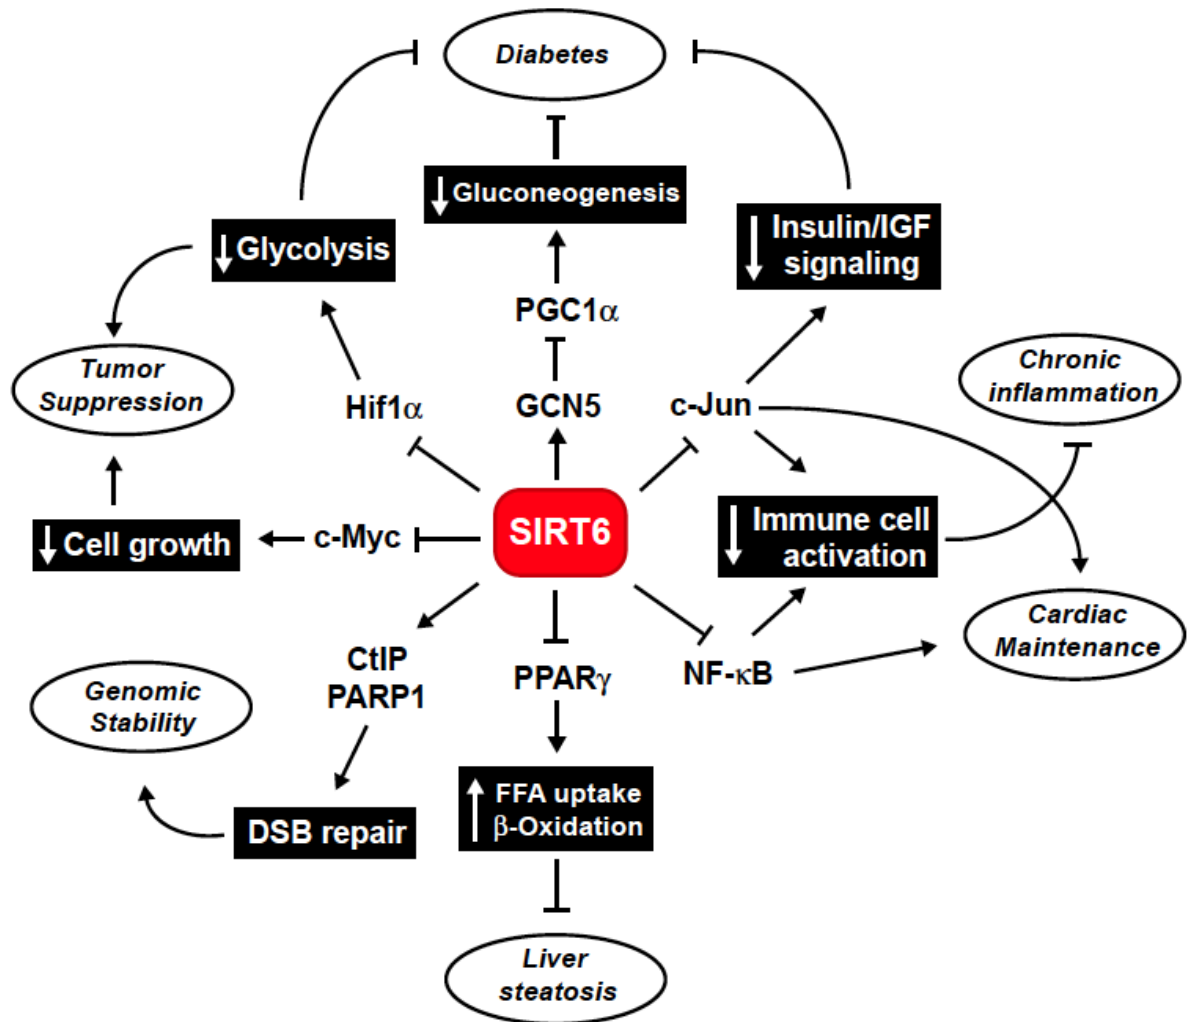 Diabetes
Gluconeogenesis
Insulin/IGF
signaling
Glycolysis
PGC1α
Tumor
Suppression
Chronic
inflammation
Hif1α
GCN5
c-Jun
SIRT6
Immune cell
activation
Cell growth
c-Myc
Cardiac
Maintenance
CtIP
PARP1
PPARγ
NF-κB
Genomic
Stability
FFA uptake
β-Oxidation
DSB repair
Liver
steatosis